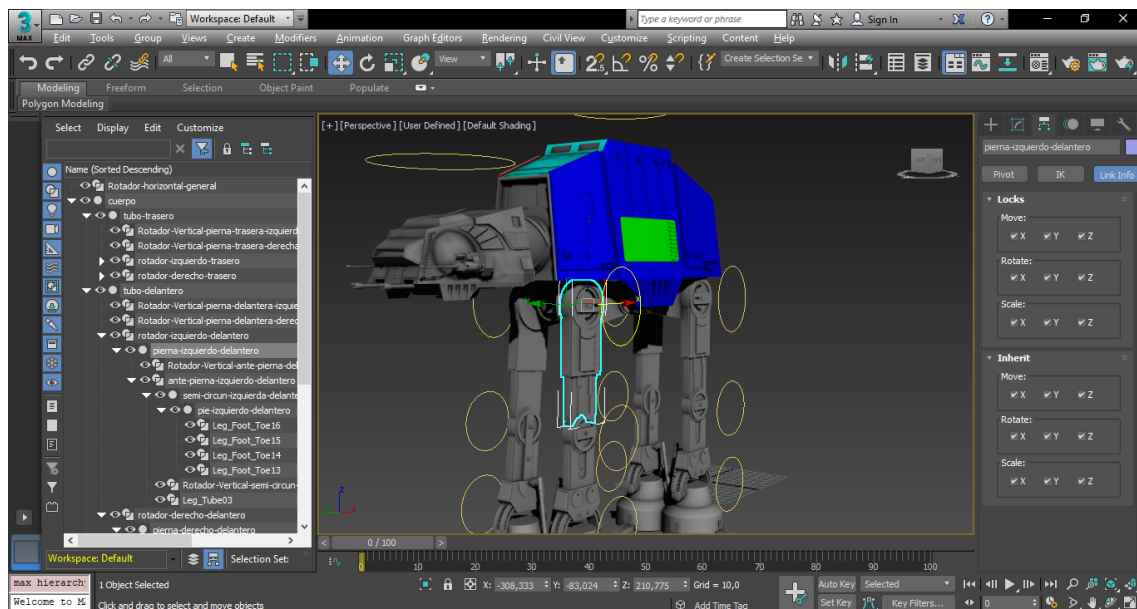 3
MAX
Workspace: Default
Type a keyword or phrase
Sign In
Edit Tools Group Views Create Modifiers Animation Graph Editors Rendering Civil View Customize Scripting Content Help
All
View
Create Selection Se
Modeling Freeform Selection Object Paint Populate
Polygon Modeling
Select Display Edit Customize
Name (Sorted Descending)
Rotador-horizontal-general
cuerpo
tubo-trasero
Rotador-Vertical-pierna-trasera-izquierd
Rotador-Vertical-pierna-trasera-derecha
rotador-izquierdo-trasero
rotador-derecho-trasero
tubo-delantero
Rotador-Vertical-pierna-delantera-izquie
Rotador-Vertical-pierna-delantera-derec
rotador-izquierdo-delantero
pierna-izquierdo-delantero
Rotador-Vertical-ante-pierna-del
ante-pierna-izquierdo-delantero
semi-circun-izquierda-delante
pie-izquierdo-delantero
Leg_Foot_Toe16
Leg_Foot_Toe15
Leg_Foot_Toe14
Leg_Foot_Toe13
Rotador-Vertical-semi-circun-
Leg_Tube03
rotador-derecho-delantero
pierna-derecho-delantero
Workspace: Default
Selection Set:
[+] [Perspective] [User Defined] [Default Shading]
z
x
pierna-izquierdo-delantero
Pivot IK Link Info
Locks
Move:
X Y Z
Rotate:
X Y Z
Scale:
X Y Z
Inherit
Move:
X Y Z
Rotate:
X Y Z
Scale:
X Y Z
0 / 100
10 20 30 40 50 60 70 80 90 100
max hierarch
1 Object Selected
X: -308,333 Y: -83,024 Z: 210,775 Grid = 10,0
Auto Key Selected
Welcome to M
Click and drag to select and move objects
Add Time Tag
Set Key Key Filters...
0